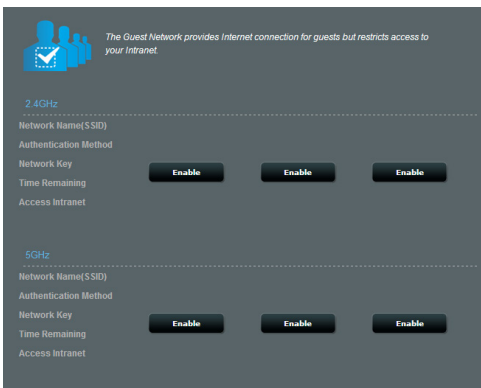 The Guest Network provides Internet connection for guests but restricts access to
your Intranet.
2.4GHz
Network Name(SSID)
Authentication Method
Network Key
Enable Enable Enable
Time Remaining
Access Intranet
5GHz
Network Name(SSID)
Authentication Method
Network Key
Enable Enable Enable
Time Remaining
Access Intranet